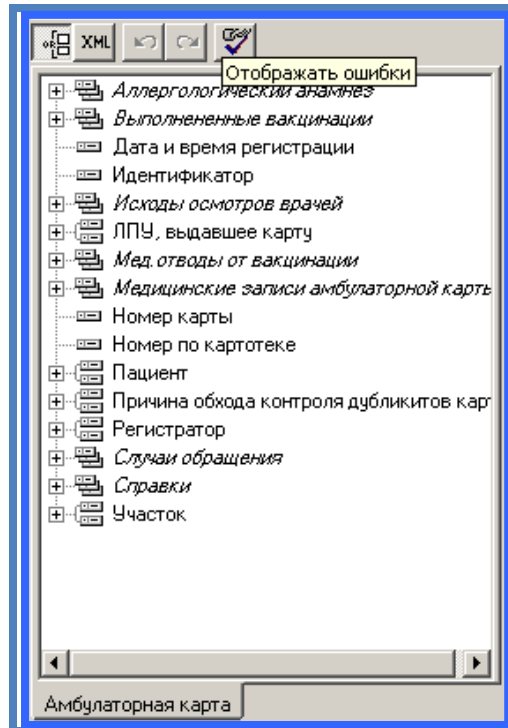 XML
Отображать ошибки
Аллергологический анамнез
Выполнененные вакцинации
Дата и время регистрации
Идентификатор
Исходы осмотров врачей
ЛПУ, выдавшее карту
Мед.отводы от вакцинации
Медицинские записи амбулаторной карты
Номер карты
Номер по картотеке
Пациент
Причина обхода контроля дубликитов кар
Регистратор
Случаи обращения
Справки
Участок
Амбулаторная карта